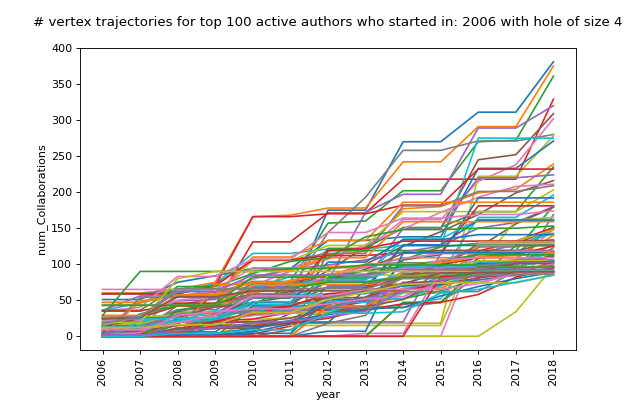 # vertex trajectories for top 100 active authors who started in: 2006 with hole of size 4
400
350
300
250
200
150
100
50
0
num_Collaborations
2006 2007 2008 2009 2010 2011 2012 2013 2014 2015 2016 2017 2018
year